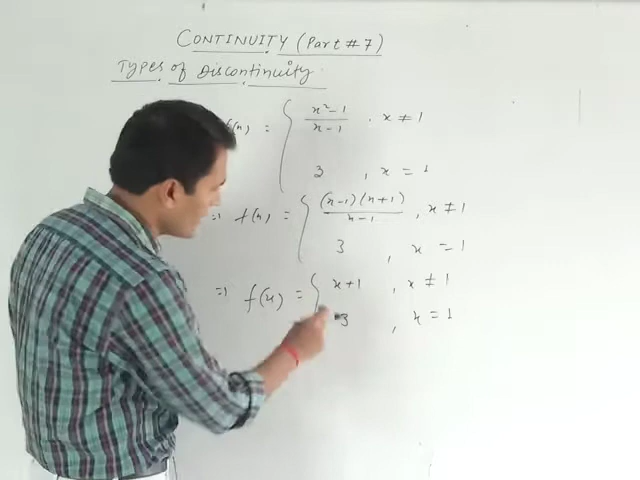 CONTINUITY (Part # 7)
Types of Discontinuity
f(x) = { x²-1 / x-1 , x ≠ 1
3 , x = 1
⇒ f(x) = { (x-1)(x+1) / x-1 , x ≠ 1
3 , x = 1
⇒ f(x) = { x+1 , x ≠ 1
3 , x = 1